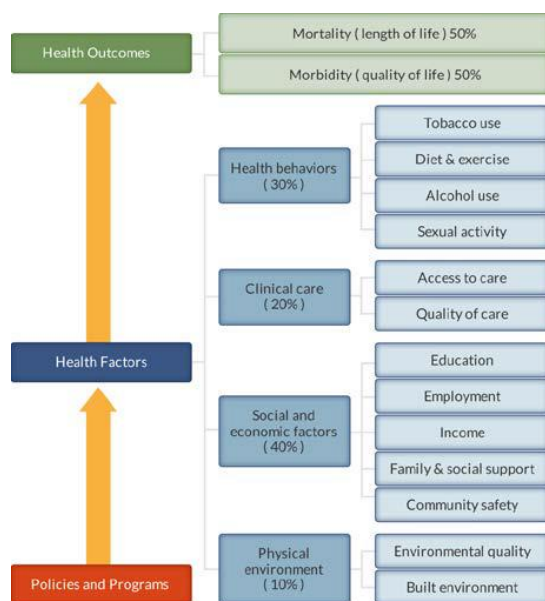 Health Outcomes
Mortality ( length of life ) 50%
Morbidity ( quality of life ) 50%
Health Factors
Health behaviors
( 30% )
Tobacco use
Diet & exercise
Alcohol use
Sexual activity
Clinical care
( 20% )
Access to care
Quality of care
Social and
economic factors
( 40% )
Education
Employment
Income
Family & social support
Community safety
Physical
environment
( 10% )
Environmental quality
Built environment
Policies and Programs